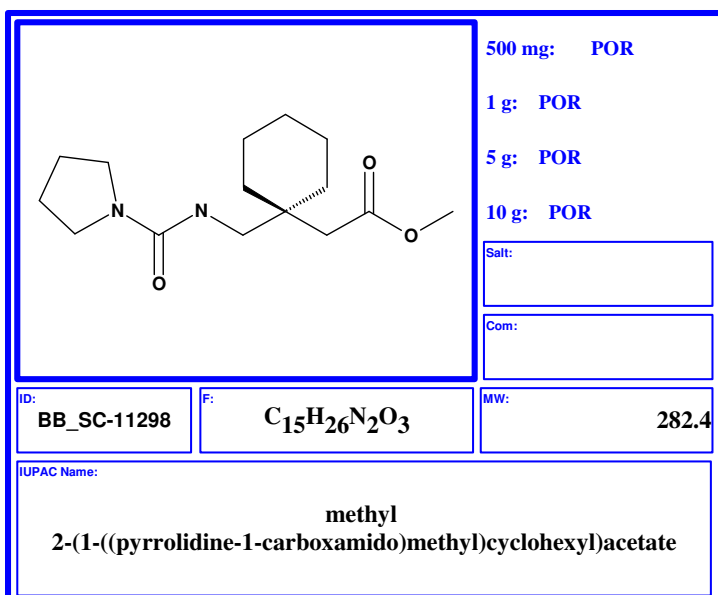 500 mg: POR
1 g: POR
5 g: POR
10 g: POR
N
N
O
O
O
Salt:
Com:
ID:
BB_SC-11298
F:
C15H26N2O3
MW:
282.4
IUPAC Name:
methyl
2-(1-((pyrrolidine-1-carboxamido)methyl)cyclohexyl)acetate